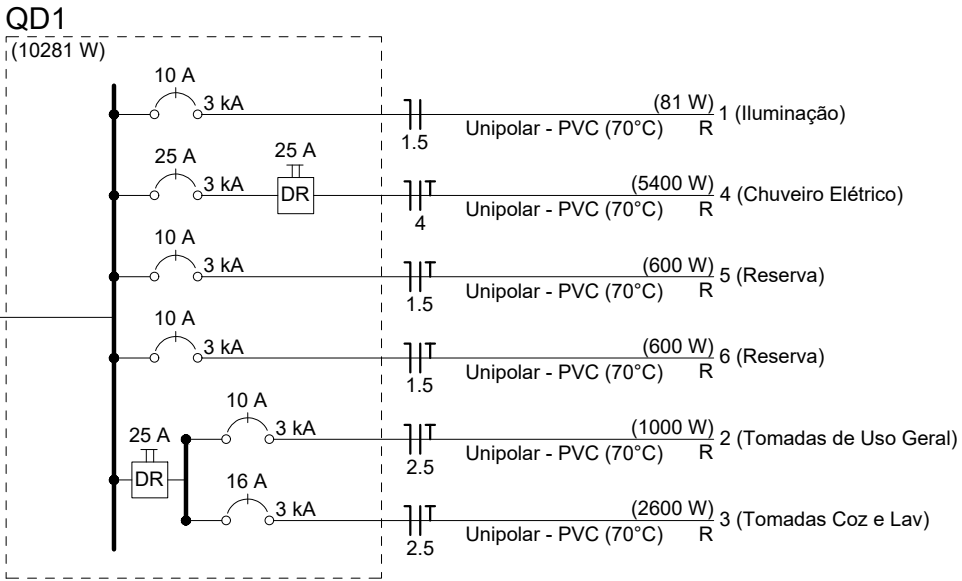 QD1
(10281 W)
10 A
3 kA
1.5
Unipolar - PVC (70°C)
(81 W)
R
1 (Iluminação)
25 A
3 kA
25 A
DR
T
4
Unipolar - PVC (70°C)
(5400 W)
R
4 (Chuveiro Elétrico)
10 A
3 kA
T
1.5
Unipolar - PVC (70°C)
(600 W)
R
5 (Reserva)
10 A
3 kA
T
1.5
Unipolar - PVC (70°C)
(600 W)
R
6 (Reserva)
25 A
DR
10 A
3 kA
T
2.5
Unipolar - PVC (70°C)
(1000 W)
R
2 (Tomadas de Uso Geral)
16 A
3 kA
T
2.5
Unipolar - PVC (70°C)
(2600 W)
R
3 (Tomadas Coz e Lav)